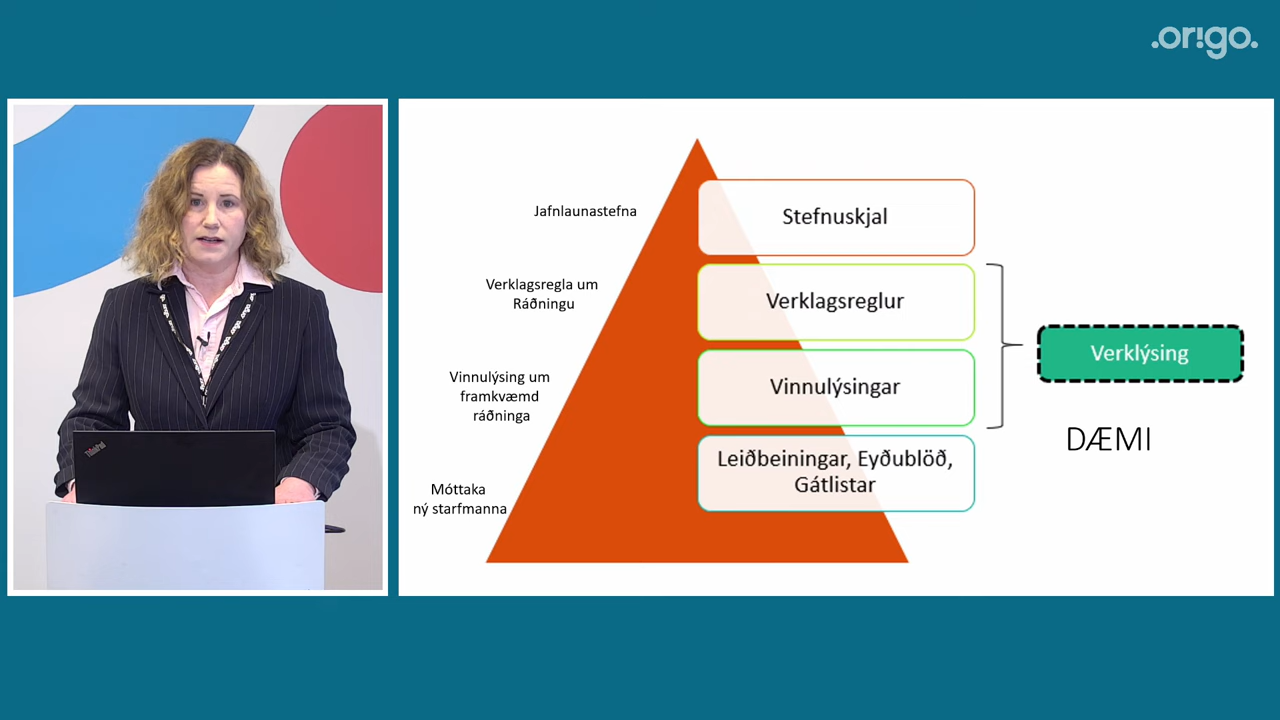 .origo.
Jafnlaunastefna
Stefnuskjal
Verklagsregla um
Ráðningu
Verklagsreglur
Verklýsing
Vinnulýsing um
framkvæmd
ráðninga
Vinnulýsingar
DÆMI
Leiðbeiningar, Eyðublöð,
Gátlistar
Móttaka
ný starfmanna
ThinkPad